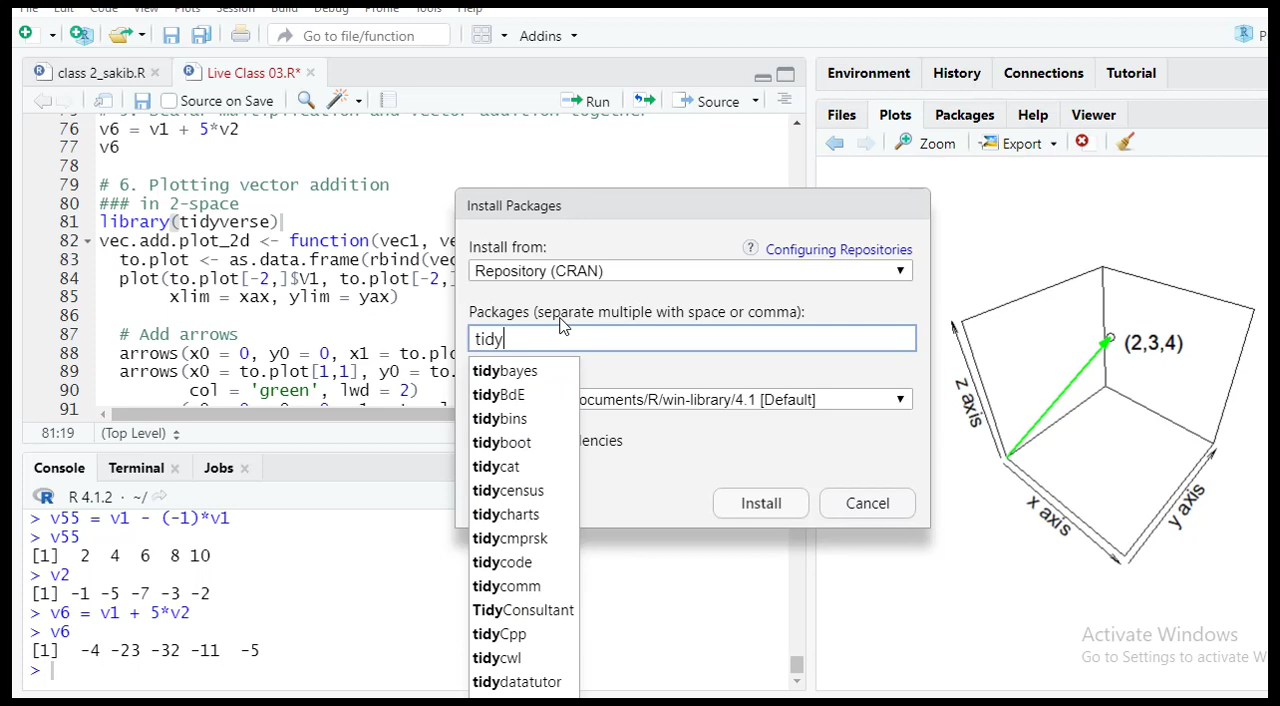 File Edit Code View Plots Session Build Debug Profile Tools Help
Go to file/function Addins
class 2_sakib.R Live Class 03.R*
Source on Save Run Source
76 v6 = v1 + 5*v2
77 v6
78
79 # 6. Plotting vector addition
80 ### in 2-space
81 library(tidyverse)
82 vec.add.plot_2d <- function(vec1, ve
83 to.plot <- as.data.frame(rbind(vec
84 plot(to.plot[-2,]$V1, to.plot[-2,]
85 xlim = xax, ylim = yax)
86
87 # Add arrows
88 arrows(x0 = 0, y0 = 0, x1 = to.plo
89 arrows(x0 = to.plot[1,1], y0 = to.
90 col = 'green', lwd = 2)
91
81:19 (Top Level)
Console Terminal Jobs
R 4.1.2 · ~/
> v55 = v1 - (-1)*v1
> v55
[1] 2 4 6 8 10
> v2
[1] -1 -5 -7 -3 -2
> v6 = v1 + 5*v2
> v6
[1] -4 -23 -32 -11 -5
>
Install Packages
Install from: ? Configuring Repositories
Repository (CRAN)
Packages (separate multiple with space or comma):
tidy
tidybayes
tidyBdE
tidybins
tidyboot
tidycat
tidycensus
tidycharts
tidycmprsk
tidycode
tidycomm
TidyConsultant
tidyCpp
tidycwl
tidydatatutor
ocuments/R/win-library/4.1 [Default]
dencies
Install Cancel
Environment History Connections Tutorial
Files Plots Packages Help Viewer
Zoom Export
(2,3,4)
z axis
x axis
y axis
Activate Windows
Go to Settings to activate W